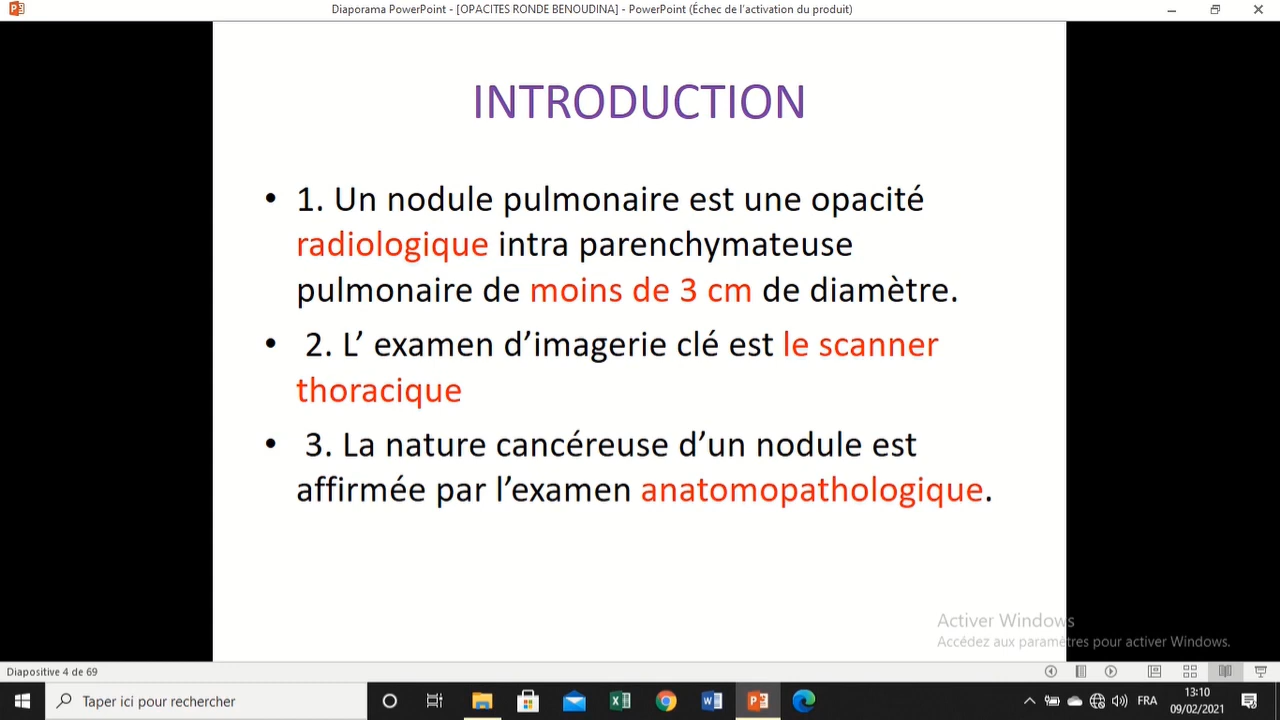 Diaporama PowerPoint - [OPACITES RONDE BENOUDINA] - PowerPoint (Échec de l'activation du produit)
INTRODUCTION
• 1. Un nodule pulmonaire est une opacité
radiologique intra parenchymateuse
pulmonaire de moins de 3 cm de diamètre.
• 2. L’ examen d’imagerie clé est le scanner
thoracique
• 3. La nature cancéreuse d’un nodule est
affirmée par l’examen anatomopathologique.
Activer Windows
Accédez aux paramètres pour activer Windows.
Diapositive 4 de 69
Taper ici pour rechercher
FRA
13:10
09/02/2021